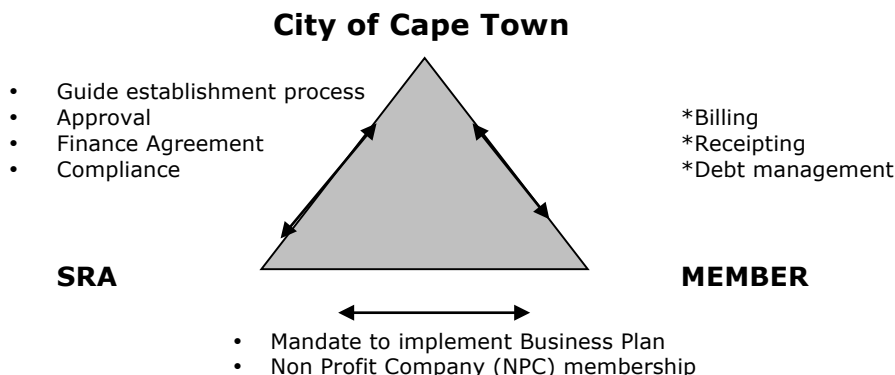 City of Cape Town
• Guide establishment process
• Approval
• Finance Agreement
• Compliance
*Billing
*Receipting
*Debt management
SRA
MEMBER
• Mandate to implement Business Plan
• Non Profit Company (NPC) membership